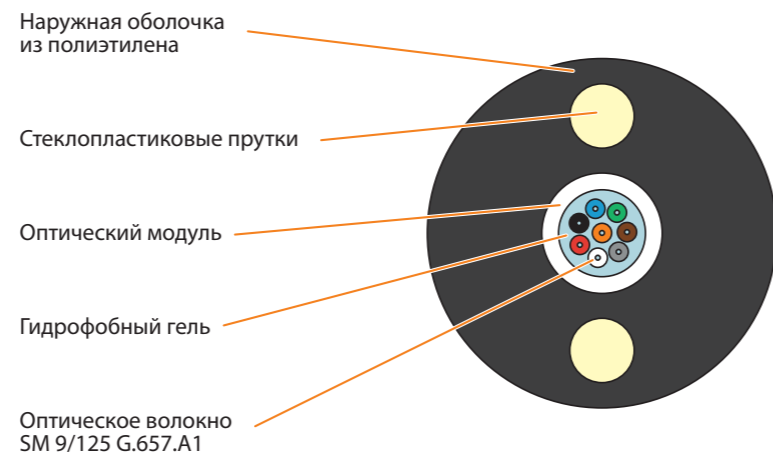 Наружная оболочка
из полиэтилена
Стеклопластиковые прутки
Оптический модуль
Гидрофобный гель
Оптическое волокно
SM 9/125 G.657.A1